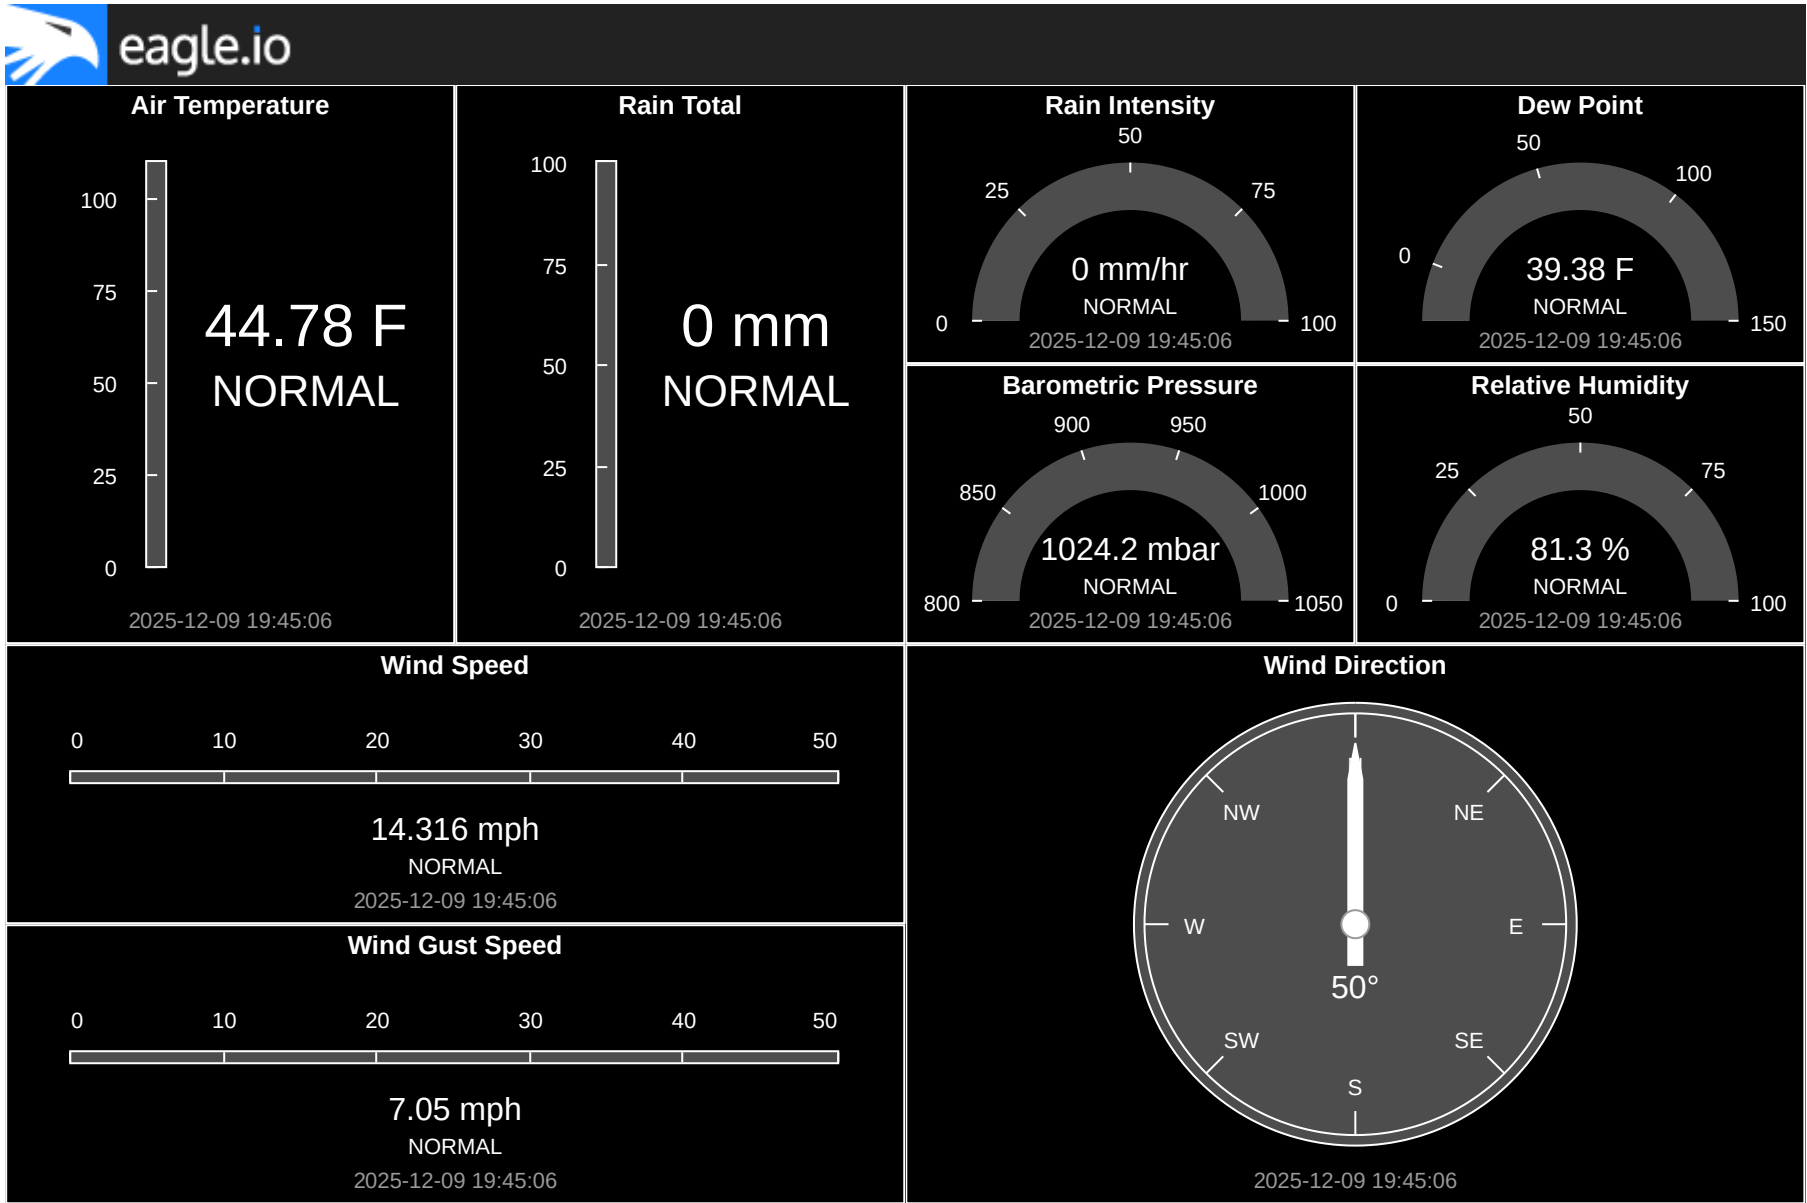 eagle.io
Air Temperature
100
75
50
25
0
44.78 F
NORMAL
2025-12-09 19:45:06
Rain Total
100
75
50
25
0
0 mm
NORMAL
2025-12-09 19:45:06
Rain Intensity
50
25
75
0
100
0 mm/hr
NORMAL
2025-12-09 19:45:06
Dew Point
50
100
0
150
39.38 F
NORMAL
2025-12-09 19:45:06
Barometric Pressure
900
950
850
1000
800
1050
1024.2 mbar
NORMAL
2025-12-09 19:45:06
Relative Humidity
50
25
75
0
100
81.3 %
NORMAL
2025-12-09 19:45:06
Wind Speed
0 10 20 30 40 50
14.316 mph
NORMAL
2025-12-09 19:45:06
Wind Gust Speed
0 10 20 30 40 50
7.05 mph
NORMAL
2025-12-09 19:45:06
Wind Direction
NW NE
W E
50°
SW SE
S
2025-12-09 19:45:06